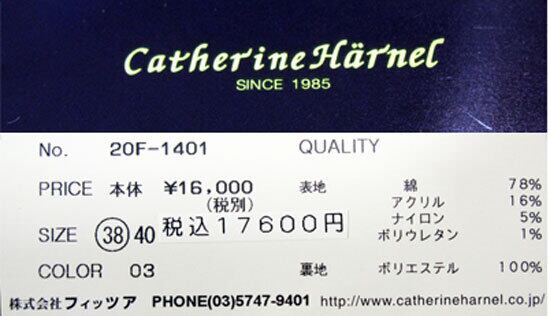 Catherine Härnel
SINCE 1985
No. 20F-1401 QUALITY
PRICE 本体 ¥16,000 表地 綿 78%
(税別) アクリル 16%
SIZE 38 40 税込17600円 ナイロン 5%
ポリウレタン 1%
COLOR 03 裏地 ポリエステル 100%
株式会社フィッツア PHONE(03)5747-9401 http://www.catherineharnel.co.jp/